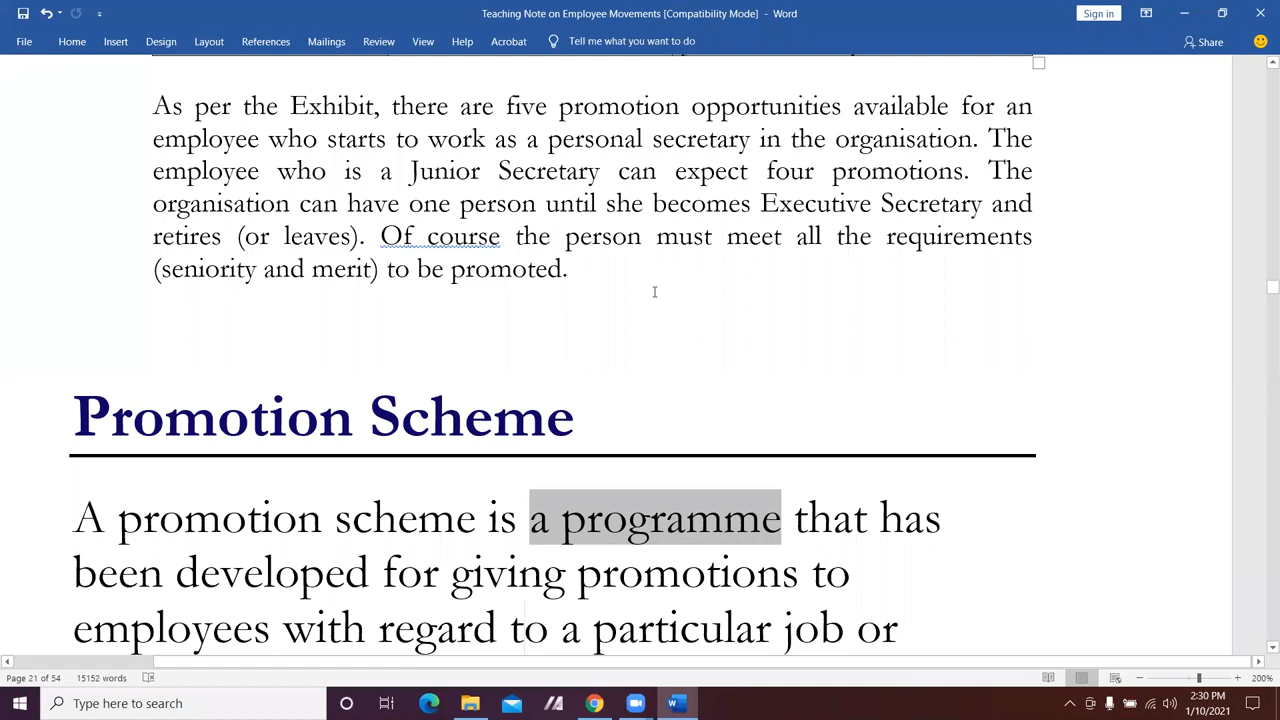 Teaching Note on Employee Movements [Compatibility Mode] - Word
Sign in
File Home Insert Design Layout References Mailings Review View Help Acrobat Tell me what you want to do Share
As per the Exhibit, there are five promotion opportunities available for an
employee who starts to work as a personal secretary in the organisation. The
employee who is a Junior Secretary can expect four promotions. The
organisation can have one person until she becomes Executive Secretary and
retires (or leaves). Of course the person must meet all the requirements
(seniority and merit) to be promoted.
Promotion Scheme
A promotion scheme is a programme that has
been developed for giving promotions to
employees with regard to a particular job or
Page 21 of 54 15152 words 200%
Type here to search
2:30 PM
1/10/2021